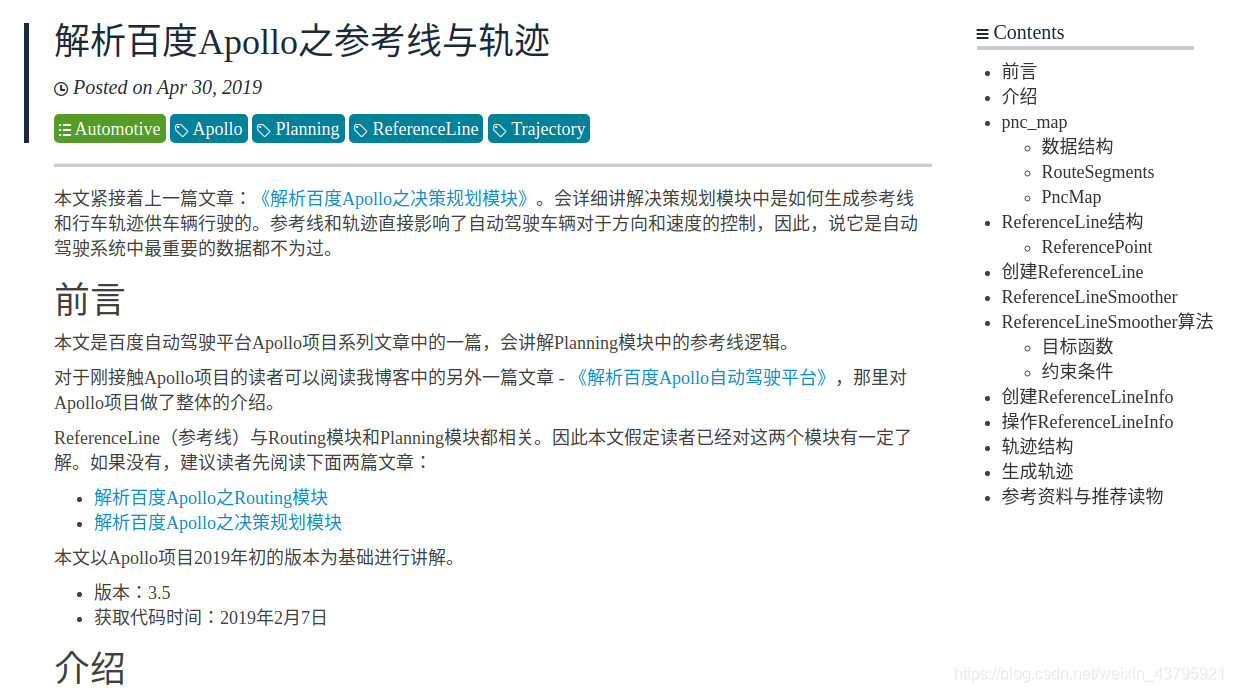 解析百度Apollo之参考线与轨迹
Posted on Apr 30, 2019
Automotive Apollo Planning ReferenceLine Trajectory
本文紧接着上一篇文章：《解析百度Apollo之决策规划模块》。会详细讲解决策规划模块中是如何生成参考线
和行车轨迹供车辆行驶的。参考线和轨迹直接影响了自动驾驶车辆对于方向和速度的控制，因此，说它是自动
驾驶系统中最重要的数据都不为过。
前言
本文是百度自动驾驶平台Apollo项目系列文章中的一篇，会讲解Planning模块中的参考线逻辑。
对于刚接触Apollo项目的读者可以阅读我博客中的另外一篇文章 - 《解析百度Apollo自动驾驶平台》，那里对
Apollo项目做了整体的介绍。
ReferenceLine（参考线）与Routing模块和Planning模块都相关。因此本文假定读者已经对这两个模块有一定了
解。如果没有，建议读者先阅读下面两篇文章：
解析百度Apollo之Routing模块
解析百度Apollo之决策规划模块
本文以Apollo项目2019年初的版本为基础进行讲解。
版本：3.5
获取代码时间：2019年2月7日
介绍
Contents
前言
介绍
pnc_map
数据结构
RouteSegments
PncMap
ReferenceLine结构
ReferencePoint
创建ReferenceLine
ReferenceLineSmoother
ReferenceLineSmoother算法
目标函数
约束条件
创建ReferenceLineInfo
操作ReferenceLineInfo
轨迹结构
生成轨迹
参考资料与推荐读物
https://blog.csdn.net/weixin_43795921